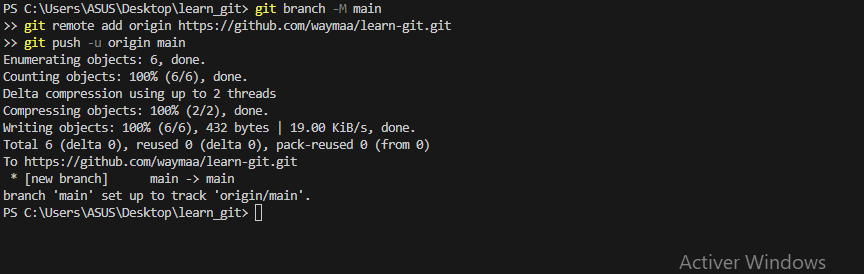 PS C:\Users\ASUS\Desktop\learn_git> git branch -M main
>> git remote add origin https://github.com/waymaa/learn-git.git
>> git push -u origin main
Enumerating objects: 6, done.
Counting objects: 100% (6/6), done.
Delta compression using up to 2 threads
Compressing objects: 100% (2/2), done.
Writing objects: 100% (6/6), 432 bytes | 19.00 KiB/s, done.
Total 6 (delta 0), reused 0 (delta 0), pack-reused 0 (from 0)
To https://github.com/waymaa/learn-git.git
 * [new branch]      main -> main
branch 'main' set up to track 'origin/main'.
PS C:\Users\ASUS\Desktop\learn_git>
Activer Windows